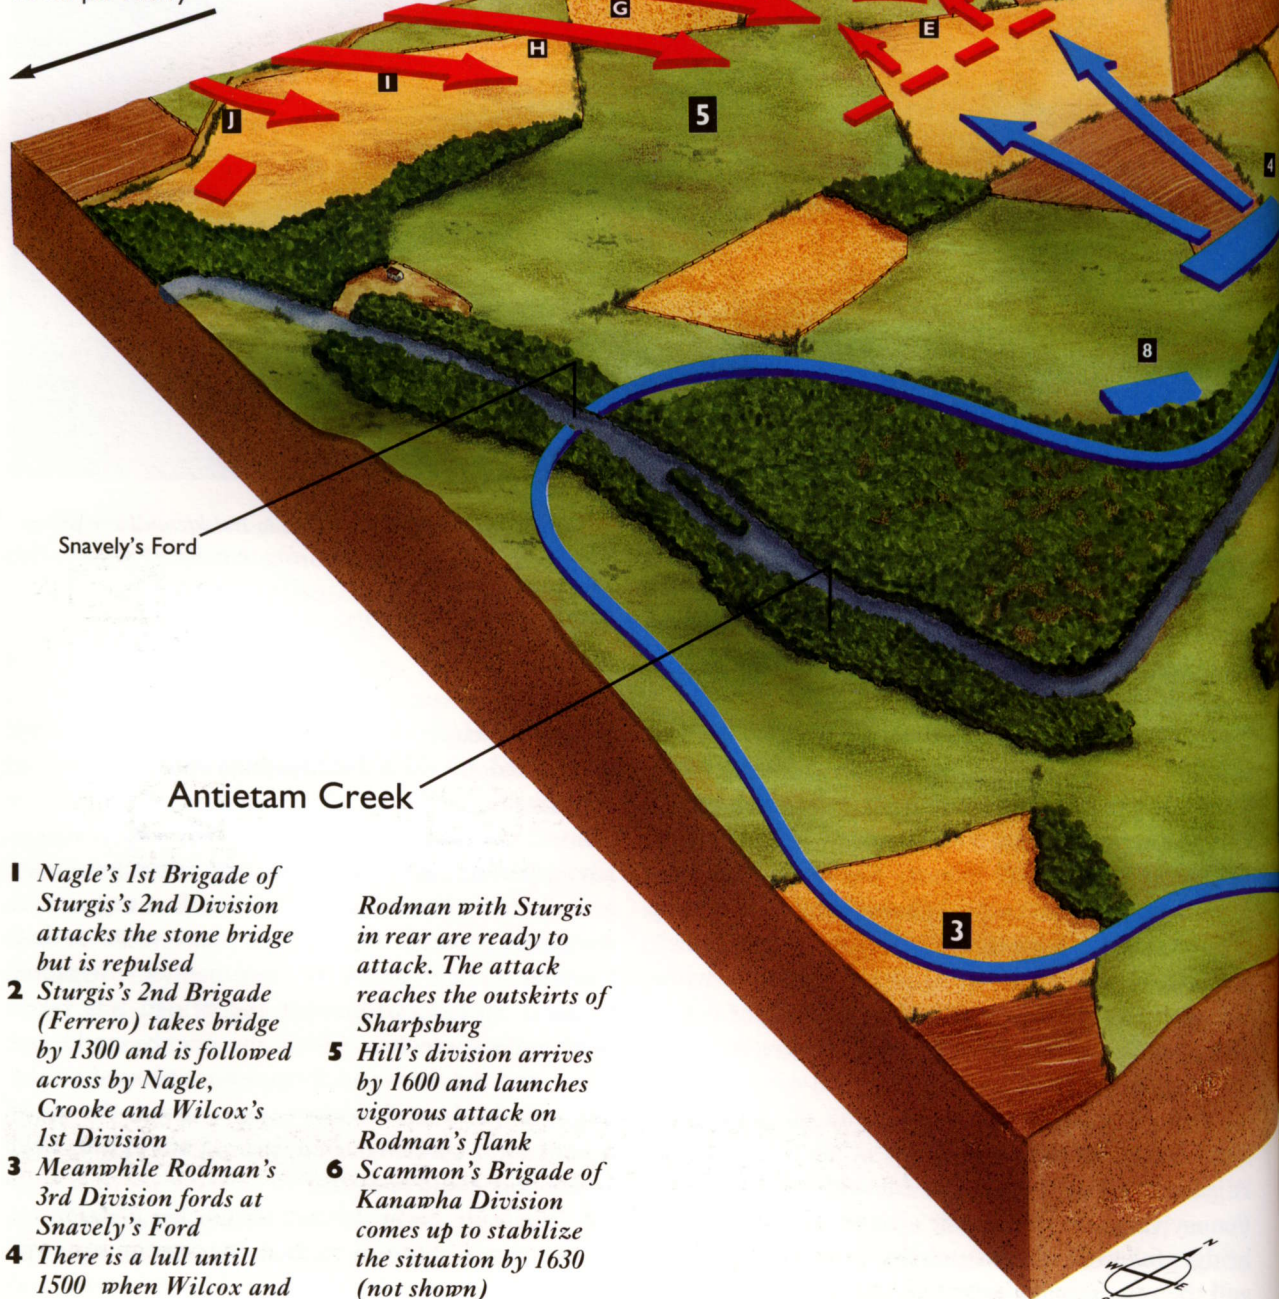 G
H
E
I
J
5
4
8
Snavely's Ford
Antietam Creek
3
1 Nagle's 1st Brigade of
Sturgis's 2nd Division
attacks the stone bridge
but is repulsed
2 Sturgis's 2nd Brigade
(Ferrero) takes bridge
by 1300 and is followed
across by Nagle,
Crooke and Wilcox's
1st Division
3 Meanwhile Rodman's
3rd Division fords at
Snavely's Ford
4 There is a lull untill
1500 when Wilcox and
Rodman with Sturgis
in rear are ready to
attack. The attack
reaches the outskirts of
Sharpsburg
5 Hill's division arrives
by 1600 and launches
vigorous attack on
Rodman's flank
6 Scammon's Brigade of
Kanawha Division
comes up to stabilize
the situation by 1630
(not shown)
N
W
E